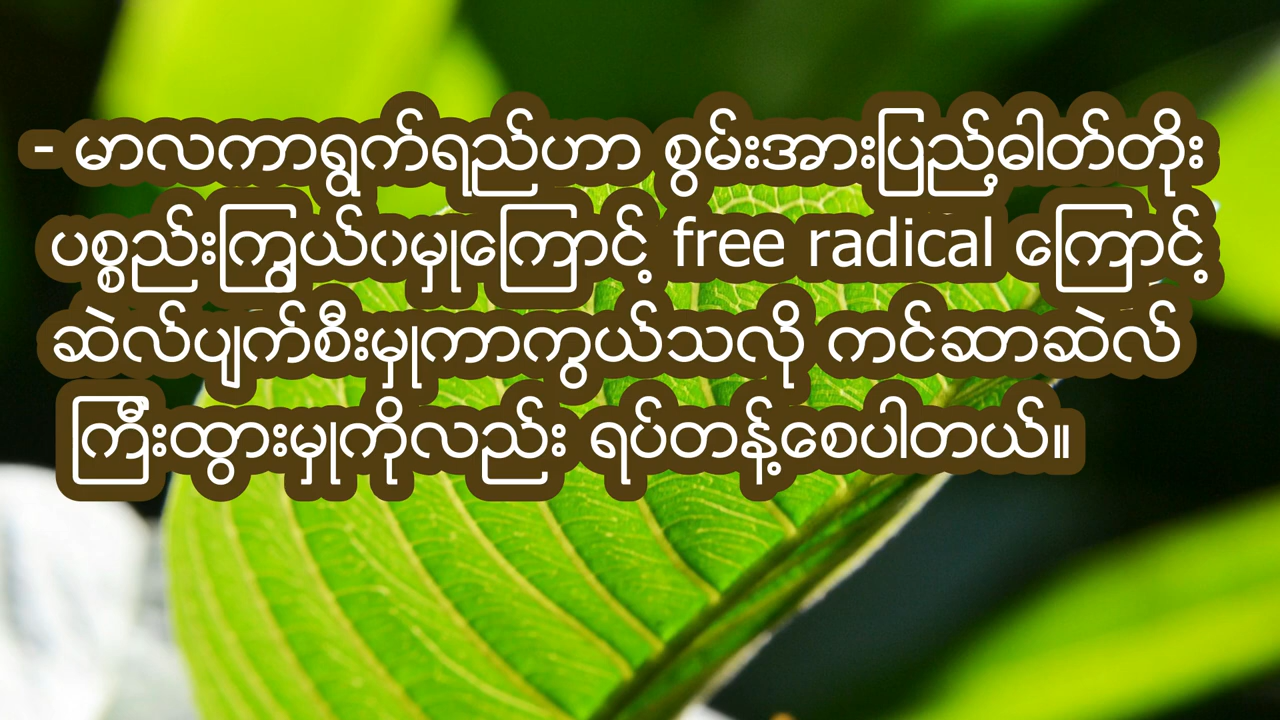 - မာလကာရွက်ရည်ဟာ စွမ်းအားပြည့်ဓါတ်တိုး
ပစ္စည်းကြွယ်ဝမှုကြောင့် free radical ကြောင့်
ဆဲလ်ပျက်စီးမှုကာကွယ်သလို ကင်ဆာဆဲလ်
ကြီးထွားမှုကိုလည်း ရပ်တန့်စေပါတယ်။